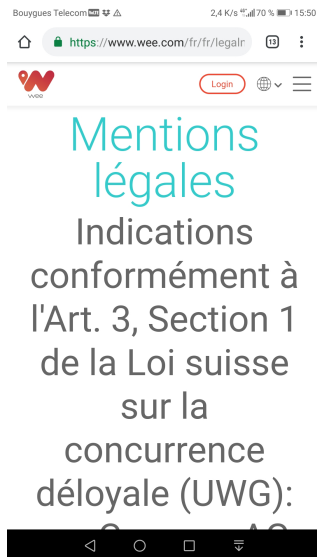 Bouygues Telecom
2,4 K/s 70 % 15:50
https://www.wee.com/fr/fr/legaln
13
wee
Login
Mentions
légales
Indications
conformément à
l'Art. 3, Section 1
de la Loi suisse
sur la
concurrence
déloyale (UWG):